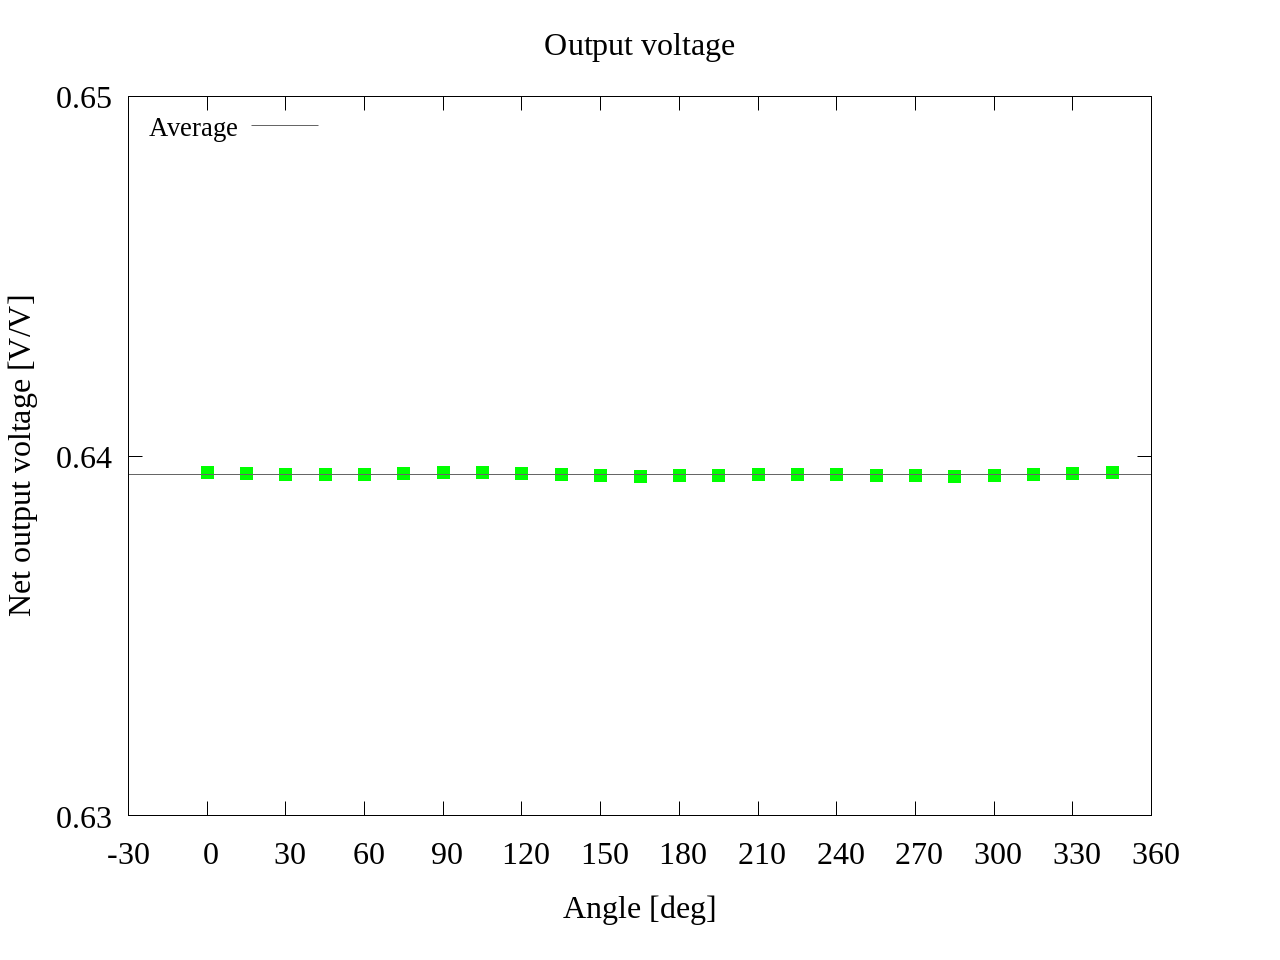 Output voltage
0.65
Average
0.64
0.63
Net output voltage [V/V]
-30 0 30 60 90 120 150 180 210 240 270 300 330 360
Angle [deg]